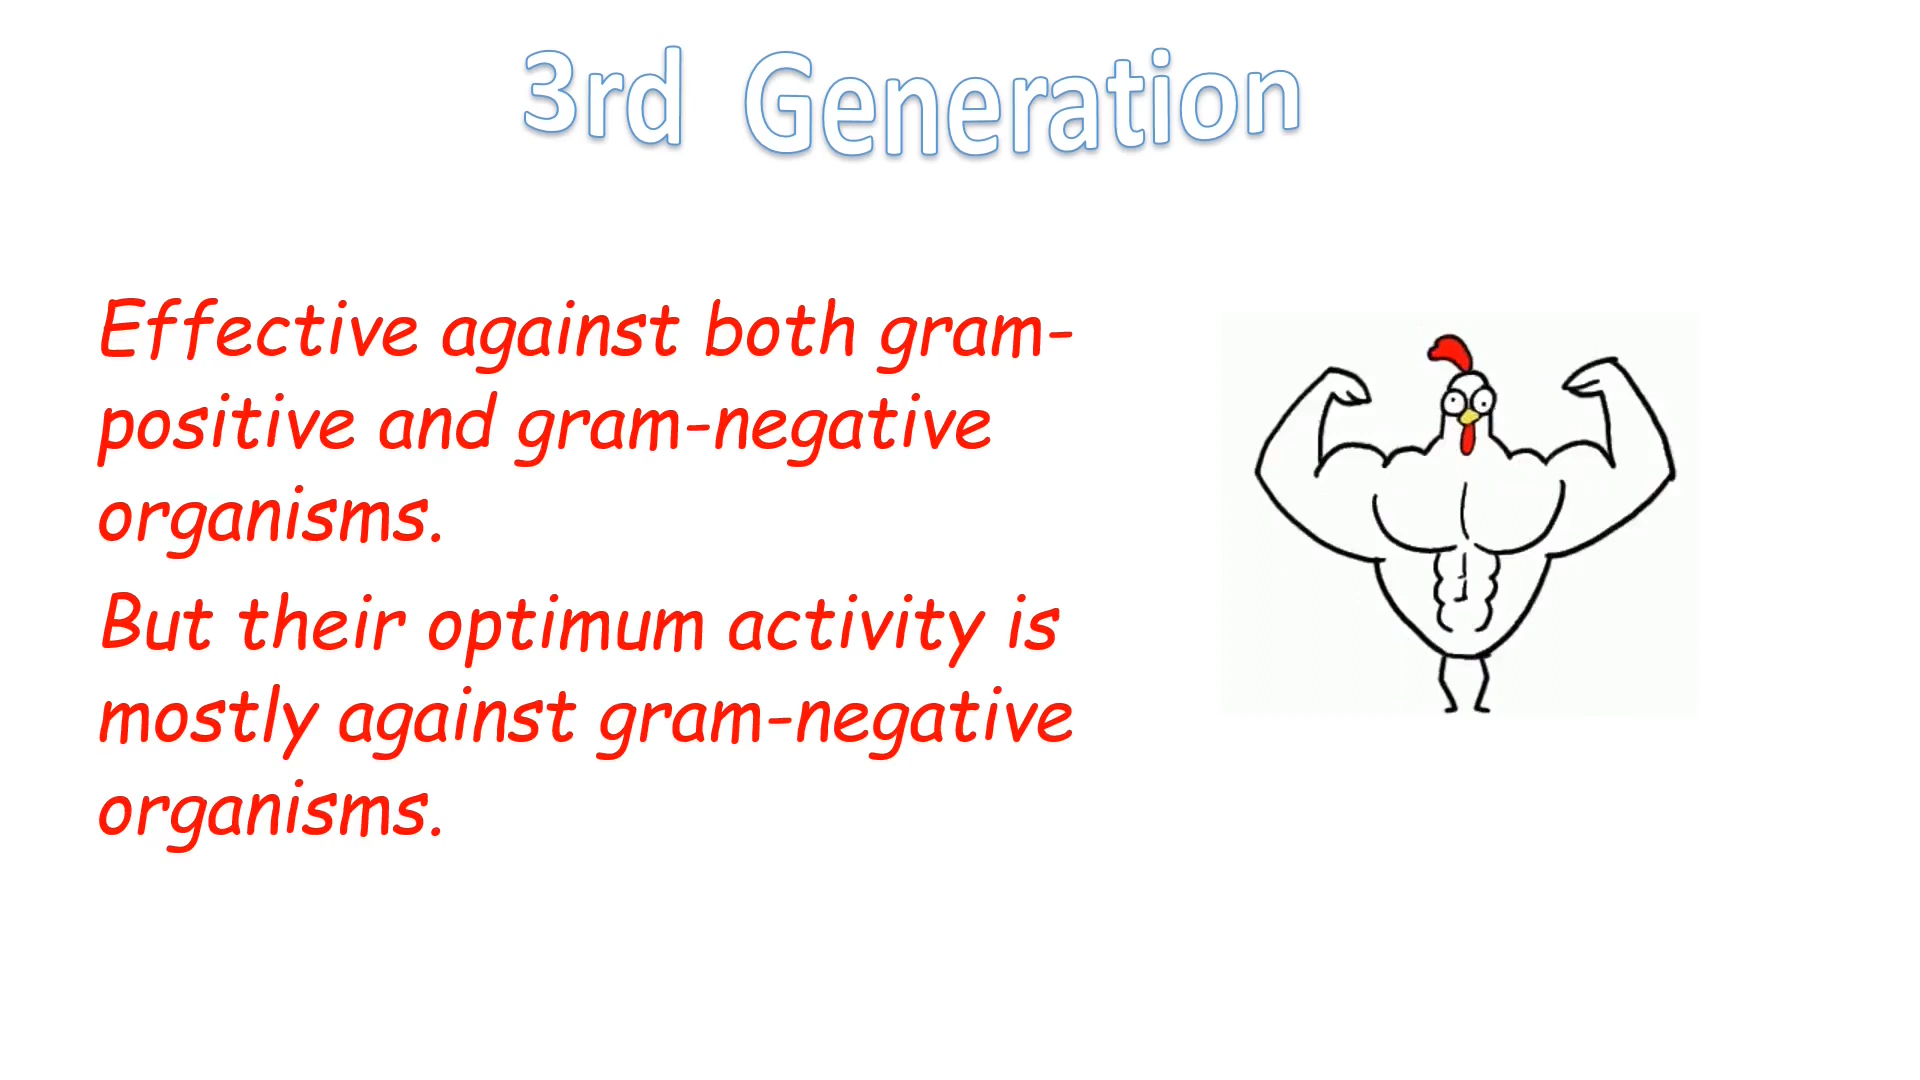 3rd Generation
Effective against both gram-
positive and gram-negative
organisms.
But their optimum activity is
mostly against gram-negative
organisms.